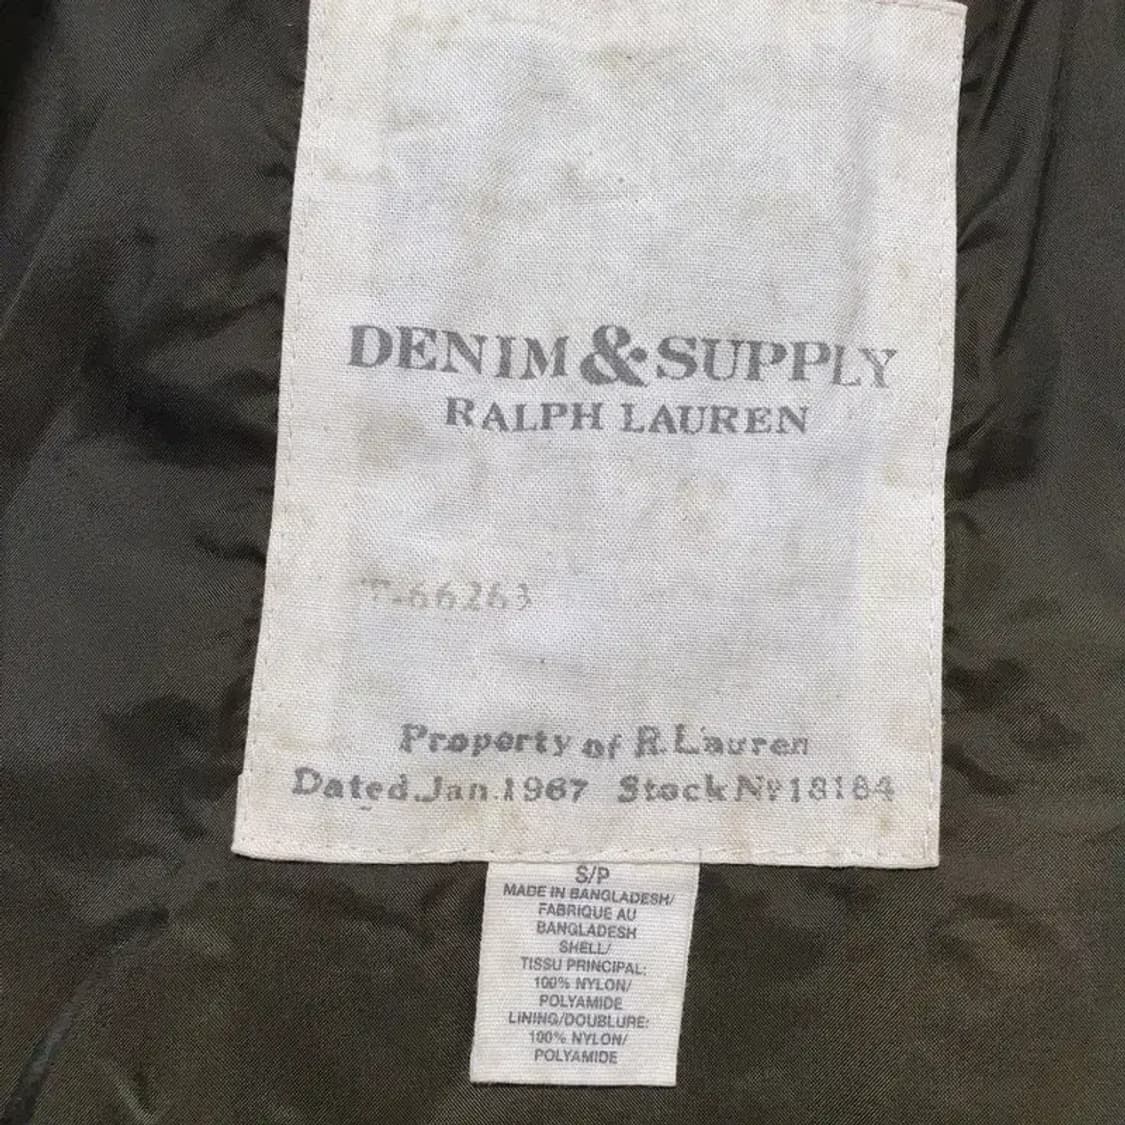 DENIM & SUPPLY
RALPH LAUREN
T-66263
Property of R.Lauren
Dated.Jan.1967 Stock Nº18184
S/P
MADE IN BANGLADESH/
FABRIQUE AU
BANGLADESH
SHELL/
TISSU PRINCIPAL:
100% NYLON/
POLYAMIDE
LINING/DOUBLURE:
100% NYLON/
POLYAMIDE